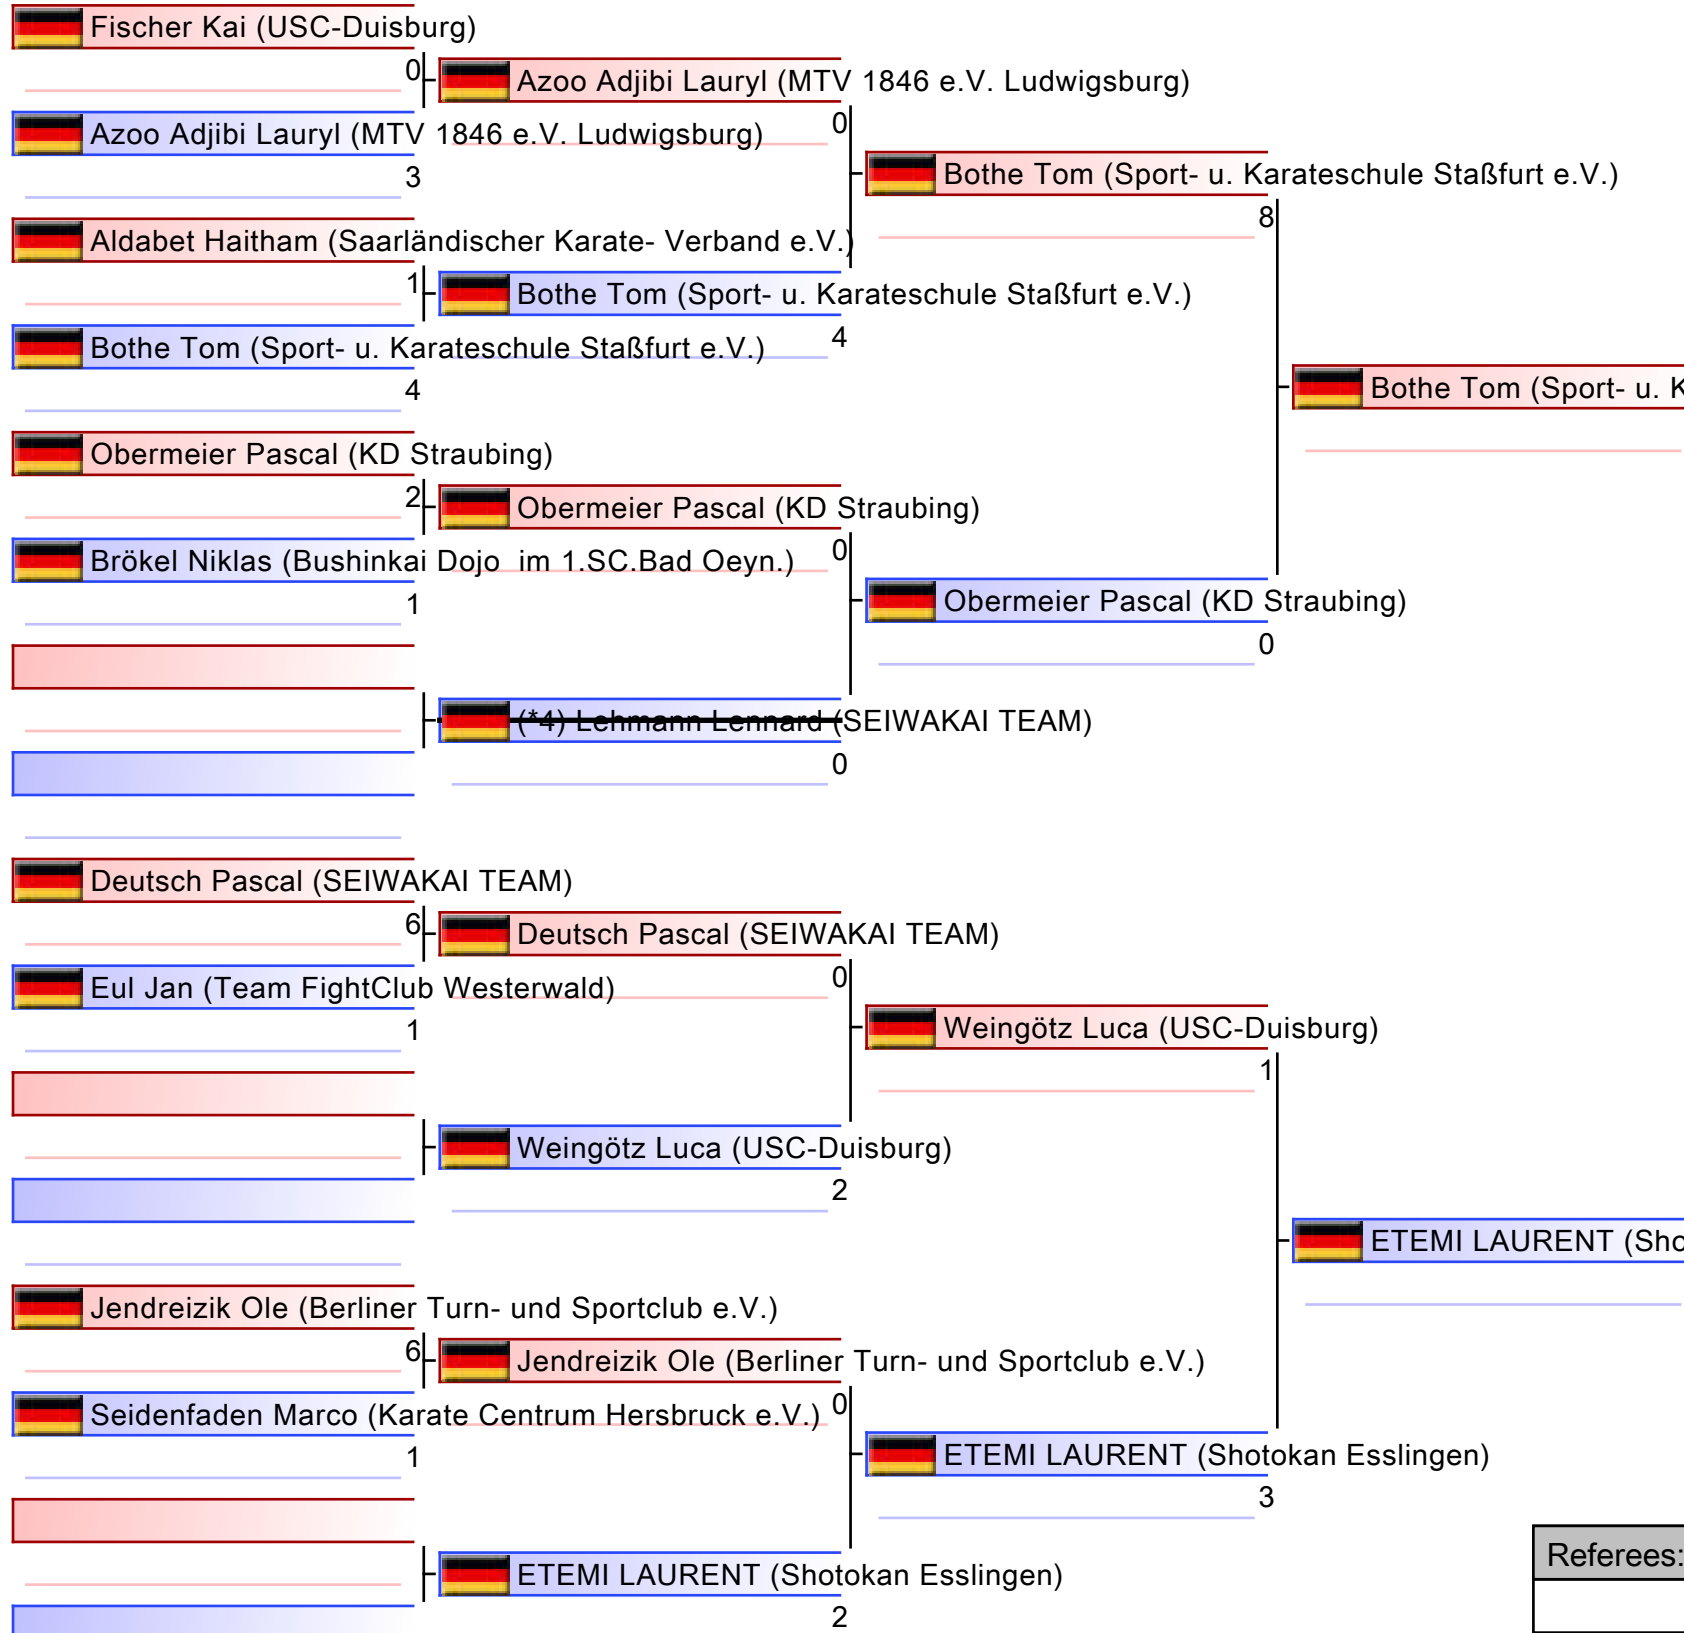 Fischer Kai (USC-Duisburg)
0
Azoo Adjibi Lauryl (MTV 1846 e.V. Ludwigsburg)
Azoo Adjibi Lauryl (MTV 1846 e.V. Ludwigsburg)
0
3
Bothe Tom (Sport- u. Karateschule Staßfurt e.V.)
8
Aldabet Haitham (Saarländischer Karate- Verband e.V.)
1
Bothe Tom (Sport- u. Karateschule Staßfurt e.V.)
4
Bothe Tom (Sport- u. Karateschule Staßfurt e.V.)
4
Bothe Tom (Sport- u. K
Obermeier Pascal (KD Straubing)
2
Obermeier Pascal (KD Straubing)
0
Brökel Niklas (Bushinkai Dojo  im 1.SC.Bad Oeyn.)
1
Obermeier Pascal (KD Straubing)
0
(*4) Lehmann Lennard (SEIWAKAI TEAM)
0
Deutsch Pascal (SEIWAKAI TEAM)
6
Deutsch Pascal (SEIWAKAI TEAM)
0
Eul Jan (Team FightClub Westerwald)
1
Weingötz Luca (USC-Duisburg)
1
Weingötz Luca (USC-Duisburg)
2
ETEMI LAURENT (Sho
Jendreizik Ole (Berliner Turn- und Sportclub e.V.)
6
Jendreizik Ole (Berliner Turn- und Sportclub e.V.)
0
Seidenfaden Marco (Karate Centrum Hersbruck e.V.)
1
ETEMI LAURENT (Shotokan Esslingen)
3
ETEMI LAURENT (Shotokan Esslingen)
2
Referees: